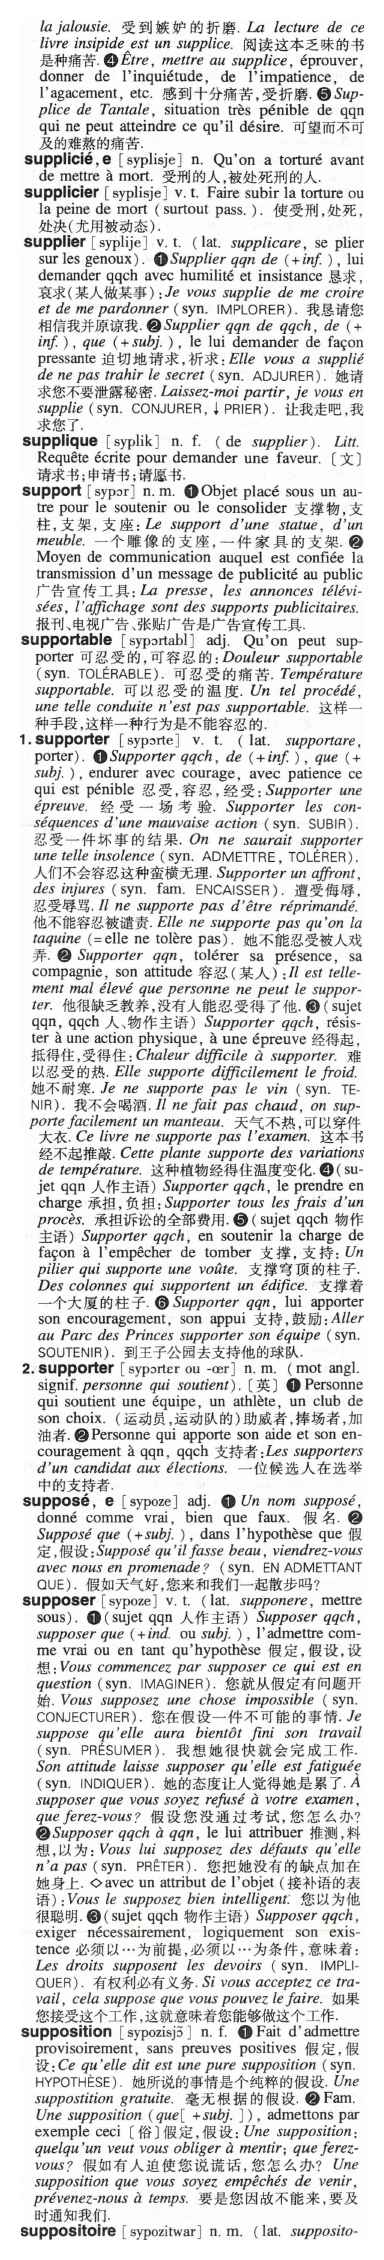 la jalousie. 受到嫉妒的折磨. La lecture de ce
livre insipide est un supplice. 阅读这本乏味的书
是种痛苦. ❹ Être, mettre au supplice, éprouver,
donner de l'inquiétude, de l'impatience, de
l'agacement, etc. 感到十分痛苦,受折磨. ❺ Sup-
plice de Tantale, situation très pénible de qqn
qui ne peut atteindre ce qu'il désire. 可望而不可
及的难熬的痛苦.
supplicié, e [syplisje] n. Qu'on a torturé avant
de mettre à mort. 受刑的人,被处死刑的人.
supplicier [syplisje] v. t. Faire subir la torture ou
la peine de mort (surtout pass.). 使受刑,处死,
处决(尤用被动态).
supplier [syplije] v. t. (lat. supplicare, se plier
sur les genoux). ❶ Supplier qqn de (+inf.), lui
demander qqch avec humilité et insistance 恳求,
哀求(某人做某事):Je vous supplie de me croire
et de me pardonner (syn. IMPLORER). 我恳请您
相信我并原谅我. ❷ Supplier qqn de qqch, de (+
inf.), que (+subj.), le lui demander de façon
pressante 迫切地请求,祈求:Elle vous a supplié
de ne pas trahir le secret (syn. ADJURER). 她请
求您不要泄露秘密. Laissez-moi partir, je vous en
supplie (syn. CONJURER, ↓PRIER). 让我走吧,我
求您了.
supplique [syplik] n. f. (de supplier). Litt.
Requête écrite pour demander une faveur. [文]
请求书;申请书;请愿书.
support [sypɔr] n. m. ❶ Objet placé sous un au-
tre pour le soutenir ou le consolider 支撑物,支
柱,支架,支座: Le support d'une statue, d'un
meuble. 一个雕像的支座,一件家具的支架. ❷
Moyen de communication auquel est confiée la
transmission d'un message de publicité au public
广告宣传工具: La presse, les annonces télévi-
sées, l'affichage sont des supports publicitaires.
报刊、电视广告、张贴广告是广告宣传工具.
supportable [sypɔrtabl] adj. Qu'on peut sup-
porter 可忍受的,可容忍的: Douleur supportable
(syn. TOLÉRABLE). 可忍受的痛苦. Température
supportable. 可以忍受的温度. Un tel procédé,
une telle conduite n'est pas supportable. 这样一
种手段,这样一种行为是不能容忍的.
1. supporter [sypɔrte] v. t. (lat. supportare,
porter). ❶ Supporter qqch, de (+inf.), que (+
subj.), endurer avec courage, avec patience ce
qui est pénible 忍受,容忍,经受: Supporter une
épreuve. 经受一场考验. Supporter les con-
séquences d'une mauvaise action (syn. SUBIR).
忍受一件坏事的结果. On ne saurait supporter
une telle insolence (syn. ADMETTRE, TOLÉRER).
人们不会容忍这种蛮横无理. Supporter un affront,
des injures (syn. fam. ENCAISSER). 遭受侮辱,
忍受辱骂. Il ne supporte pas d'être réprimandé.
他不能容忍被谴责. Elle ne supporte pas qu'on la
taquine (=elle ne tolère pas). 她不能忍受被人戏
弄. ❷ Supporter qqn, tolérer sa présence, sa
compagnie, son attitude 容忍(某人):Il est telle-
ment mal élevé que personne ne peut le suppor-
ter. 他很缺乏教养,没有人能忍受得了他. ❸ (sujet
qqn, qqch 人、物作主语) Supporter qqch, résis-
ter à une action physique, à une épreuve 经得起,
抵得住,受得住: Chaleur difficile à supporter. 难
以忍受的热. Elle supporte difficilement le froid.
她不耐寒. Je ne supporte pas le vin (syn. TE-
NIR). 我不会喝酒. Il ne fait pas chaud, on sup-
porte facilement un manteau. 天气不热,可以穿件
大衣. Ce livre ne supporte pas l'examen. 这本书
经不起推敲. Cette plante supporte des variations
de température. 这种植物经得住温度变化. ❹ (su-
jet qqn 人作主语) Supporter qqch, le prendre en
charge 承担,负担: Supporter tous les frais d'un
procès. 承担诉讼的全部费用. ❺ (sujet qqch 物作
主语) Supporter qqch, en soutenir la charge de
façon à l'empêcher de tomber 支撑,支持: Un
pilier qui supporte une voûte. 支撑穹顶的柱子.
Des colonnes qui supportent un édifice. 支撑着
一个大厦的柱子. ❻ Supporter qqn, lui apporter
son encouragement, son appui 支持,鼓励: Aller
au Parc des Princes supporter son équipe (syn.
SOUTENIR). 到王子公园去支持他的球队.
2. supporter [sypɔrtɛr ou -œr] n. m. (mot angl.
signif. personne qui soutient). [英] ❶ Personne
qui soutient une équipe, un athlète, un club de
son choix. (运动员,运动队的)助威者,捧场者,加
油者. ❷ Personne qui apporte son aide et son en-
couragement à qqn, qqch 支持者: Les supporters
d'un candidat aux élections. 一位候选人在选举
中的支持者.
supposé, e [sypoze] adj. ❶ Un nom supposé,
donné comme vrai, bien que faux. 假名. ❷
Supposé que (+subj.), dans l'hypothèse que 假
定,假设: Supposé qu'il fasse beau, viendrez-vous
avec nous en promenade? (syn. EN ADMETTANT
QUE). 假如天气好,您来和我们一起散步吗?
supposer [sypoze] v. t. (lat. supponere, mettre
sous). ❶ (sujet qqn 人作主语) Supposer qqch,
supposer que (+ind. ou subj.), l'admettre com-
me vrai ou en tant qu'hypothèse 假定,假设,设
想: Vous commencez par supposer ce qui est en
question (syn. IMAGINER). 您就从假定有问题开
始. Vous supposez une chose impossible (syn.
CONJECTURER). 您在假设一件不可能的事情. Je
suppose qu'elle aura bientôt fini son travail
(syn. PRÉSUMER). 我想她很快就会完成工作.
Son attitude laisse supposer qu'elle est fatiguée
(syn. INDIQUER). 她的态度让人觉得她是累了. À
supposer que vous soyez refusé à votre examen,
que ferez-vous? 假设您没通过考试,您怎么办?
❷ Supposer qqch à qqn, le lui attribuer 推测,料
想,以为: Vous lui supposez des défauts qu'elle
n'a pas (syn. PRÊTER). 您把她没有的缺点加在
她身上. ◇ avec un attribut de l'objet (接补语的表
语): Vous le supposez bien intelligent. 您以为他
很聪明. ❸ (sujet qqch 物作主语) Supposer qqch,
exiger nécessairement, logiquement son exis-
tence 必须以…为前提,必须以…为条件,意味着:
Les droits supposent les devoirs (syn. IMPLI-
QUER). 有权利必有义务. Si vous acceptez ce tra-
vail, cela suppose que vous pouvez le faire. 如果
您接受这个工作,这就意味着您能够做这个工作.
supposition [sypozisjɔ̃] n. f. ❶ Fait d'admettre
provisoirement, sans preuves positives 假定,假
设: Ce qu'elle dit est une pure supposition (syn.
HYPOTHÈSE). 她所说的事情是个纯粹的假设. Une
suppostition gratuite. 毫无根据的假设. ❷ Fam.
Une supposition (que[+subj.]), admettons par
exemple ceci [俗]假定,假设: Une supposition:
quelqu'un veut vous obliger à mentir; que ferez-
vous? 假如有人迫使您说谎话,您怎么办? Une
supposition que vous soyez empêchés de venir,
prévenez-nous à temps. 要是您因故不能来,要及
时通知我们.
suppositoire [sypozitwar] n. m. (lat. supposito-